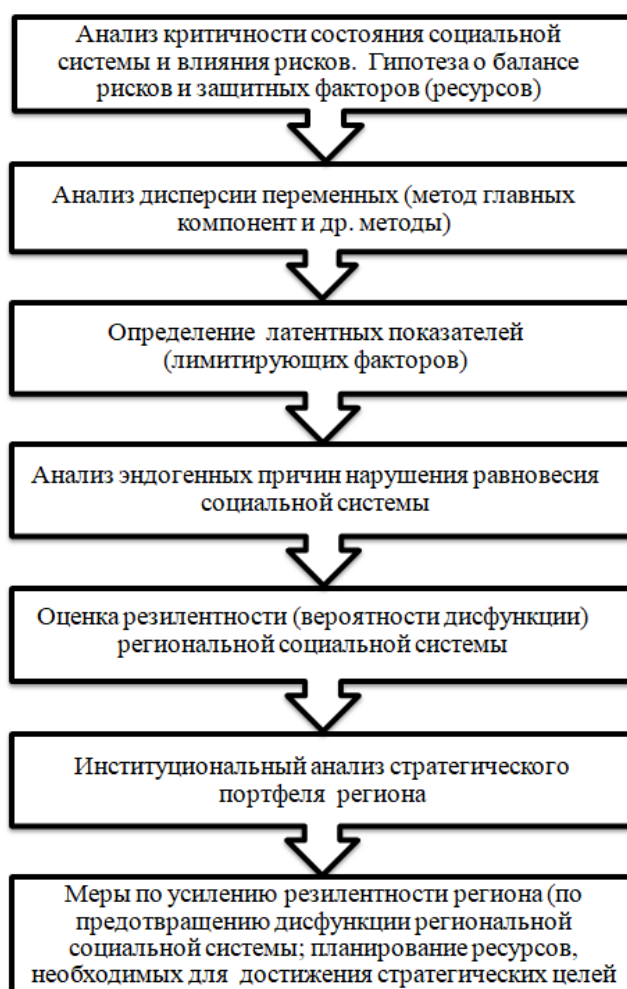 Анализ критичности состояния социальной
системы и влияния рисков. Гипотеза о балансе
рисков и защитных факторов (ресурсов)
Анализ дисперсии переменных (метод главных
компонент и др. методы)
Определение латентных показателей
(лимитирующих факторов)
Анализ эндогенных причин нарушения равновесия
социальной системы
Оценка резилентности (вероятности дисфункции)
региональной социальной системы
Институциональный анализ стратегического
портфеля региона
Меры по усилению резилентности региона (по
предотвращению дисфункции региональной
социальной системы; планирование ресурсов,
необходимых для достижения стратегических целей